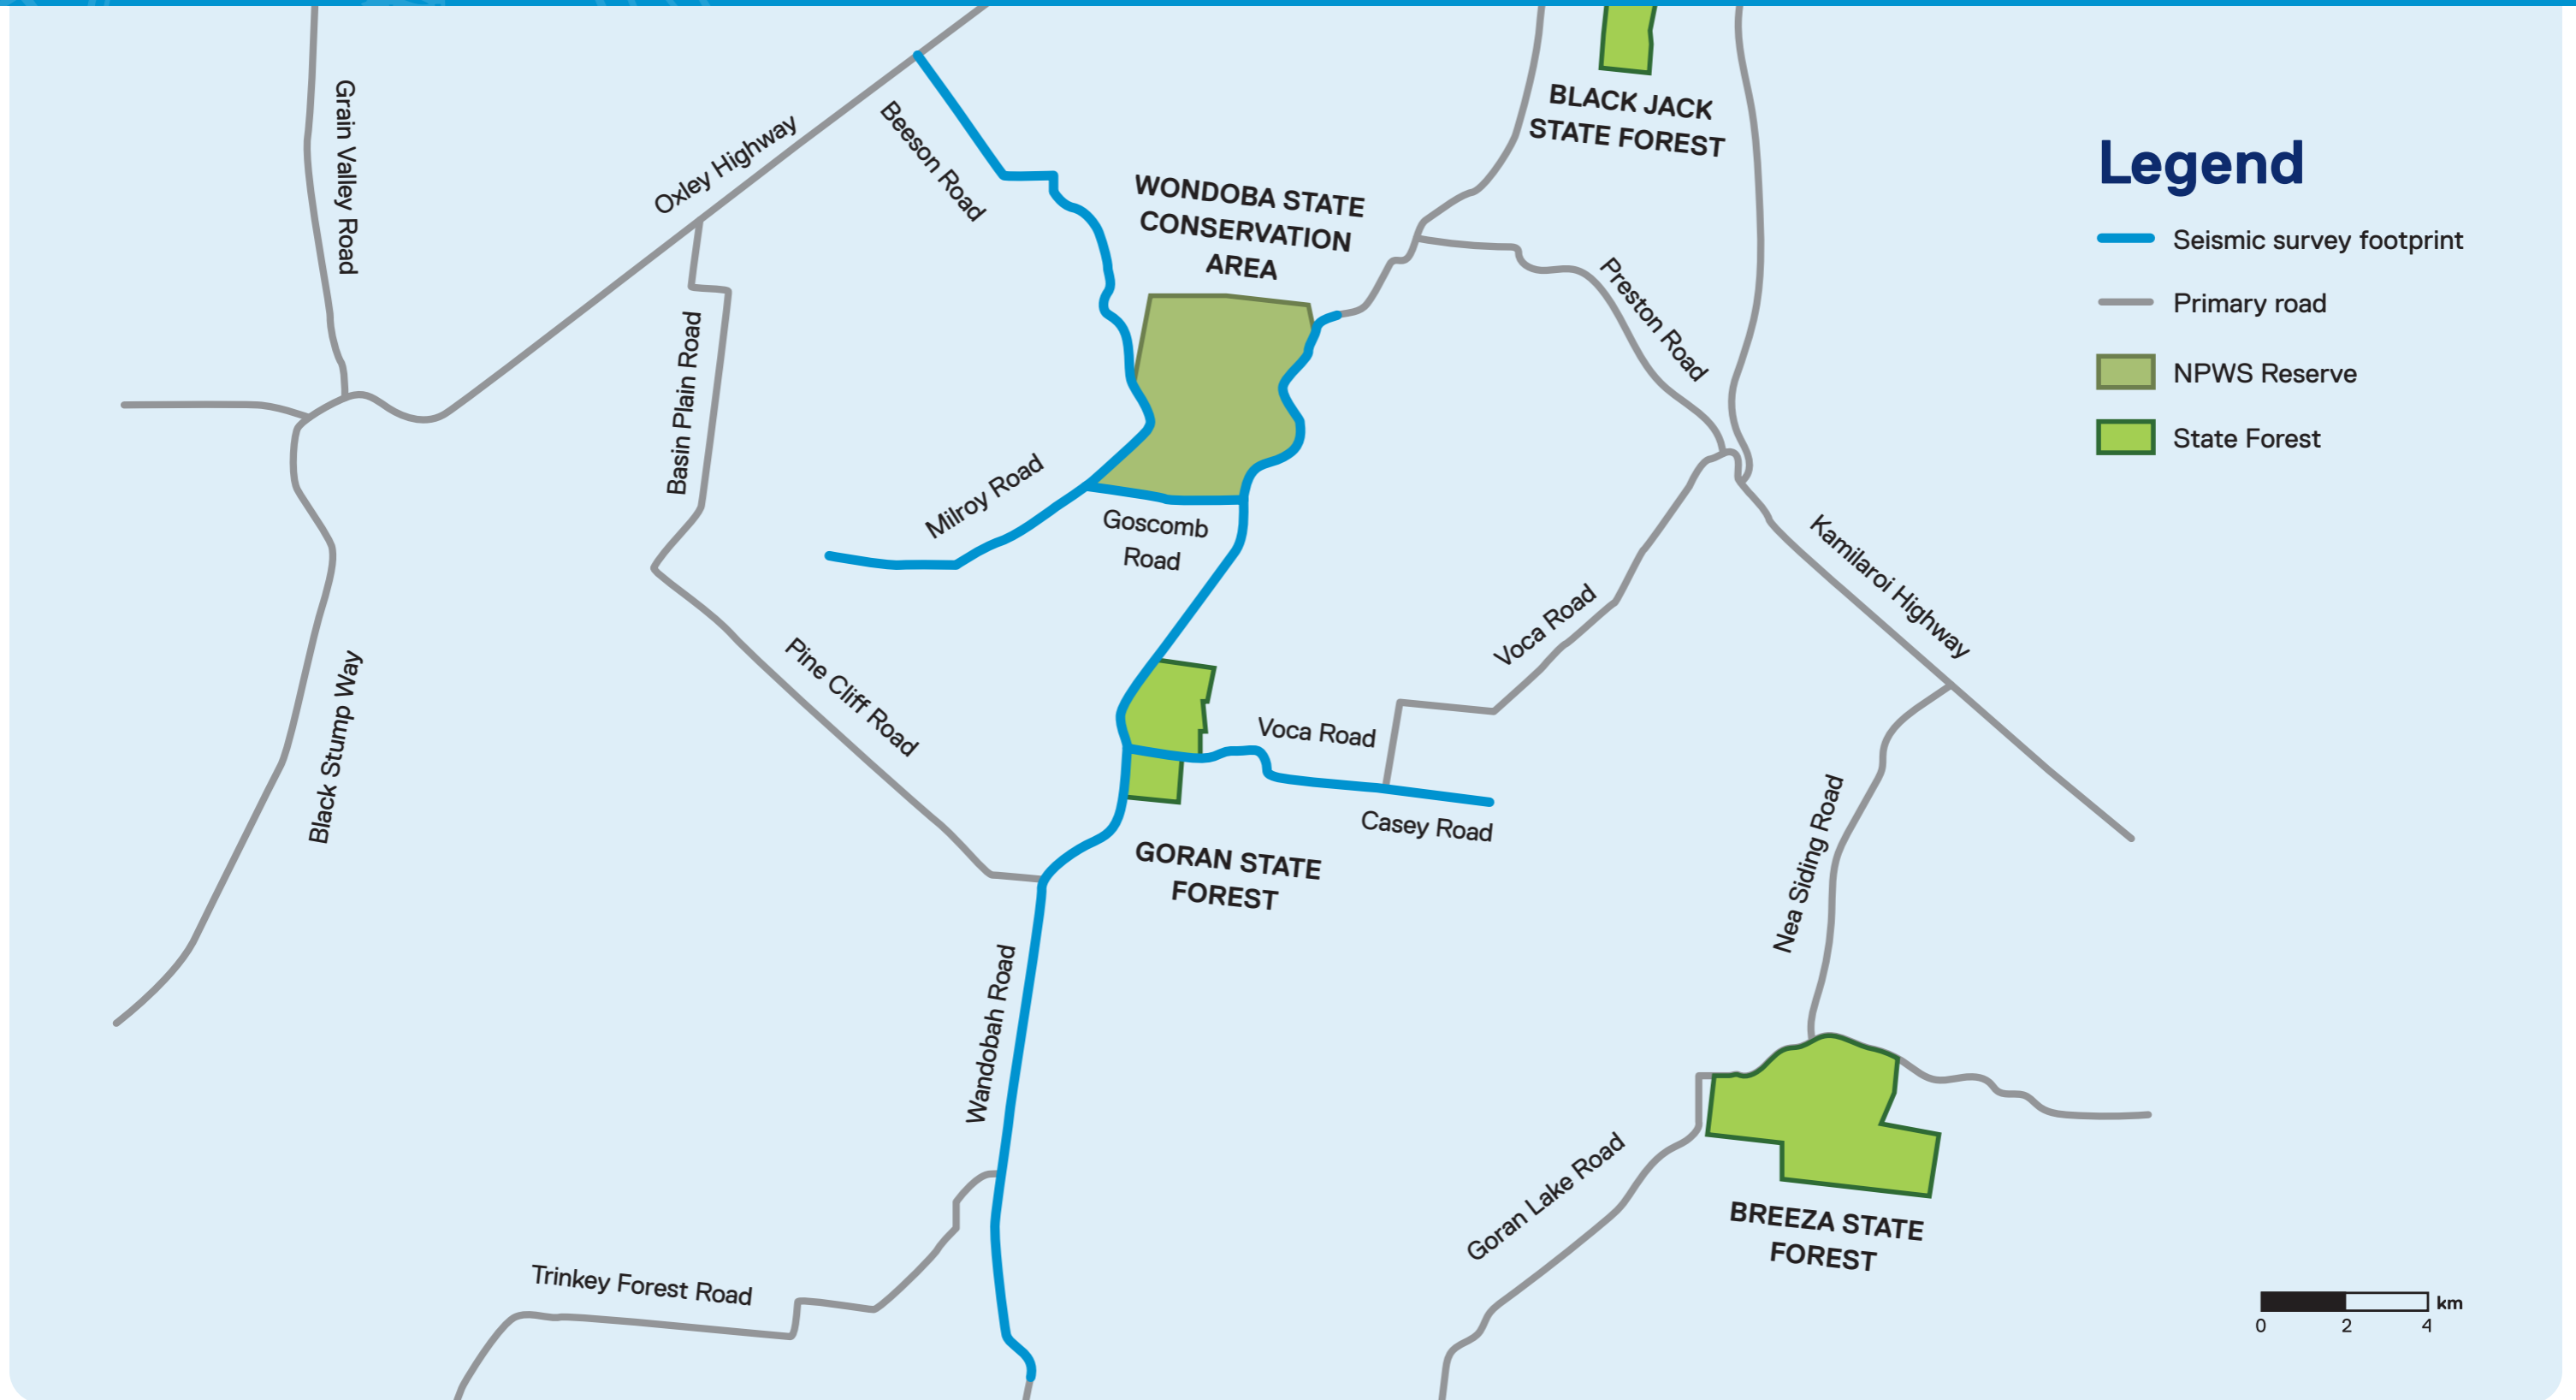 Grain Valley Road
Oxley Highway
Beeson Road
BLACK JACK
STATE FOREST
WONDOBA STATE
CONSERVATION
AREA
Legend
Seismic survey footprint
Primary road
NPWS Reserve
State Forest
Preston Road
Basin Plain Road
Milroy Road
Goscomb
Road
Kamilaroi Highway
Voca Road
Pine Cliff Road
Black Stump Way
Voca Road
Casey Road
GORAN STATE
FOREST
Nea Siding Road
Wandobah Road
Goran Lake Road
BREEZA STATE
FOREST
Trinkey Forest Road
km
0 2 4